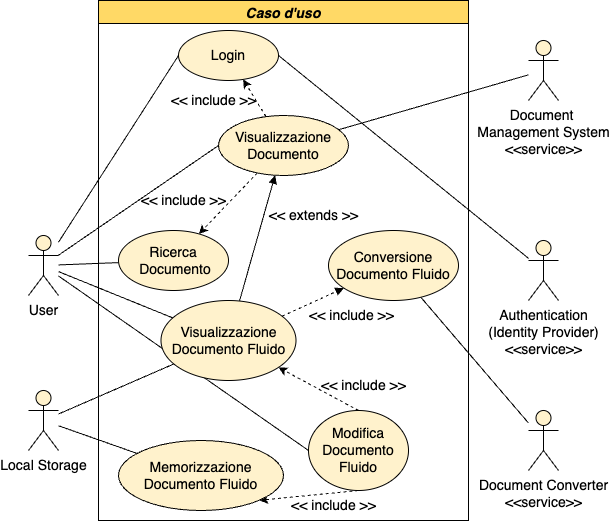 Caso d'uso
Login
<< include >>
Visualizzazione
Documento
Document
Management System
<<service>>
<< include >>
<< extends >>
Ricerca
Documento
Conversione
Documento Fluido
User
Authentication
(Identity Provider)
<<service>>
<< include >>
Visualizzazione
Documento Fluido
<< include >>
Local Storage
Memorizzazione
Documento Fluido
Modifica
Documento
Fluido
<< include >>
Document Converter
<<service>>